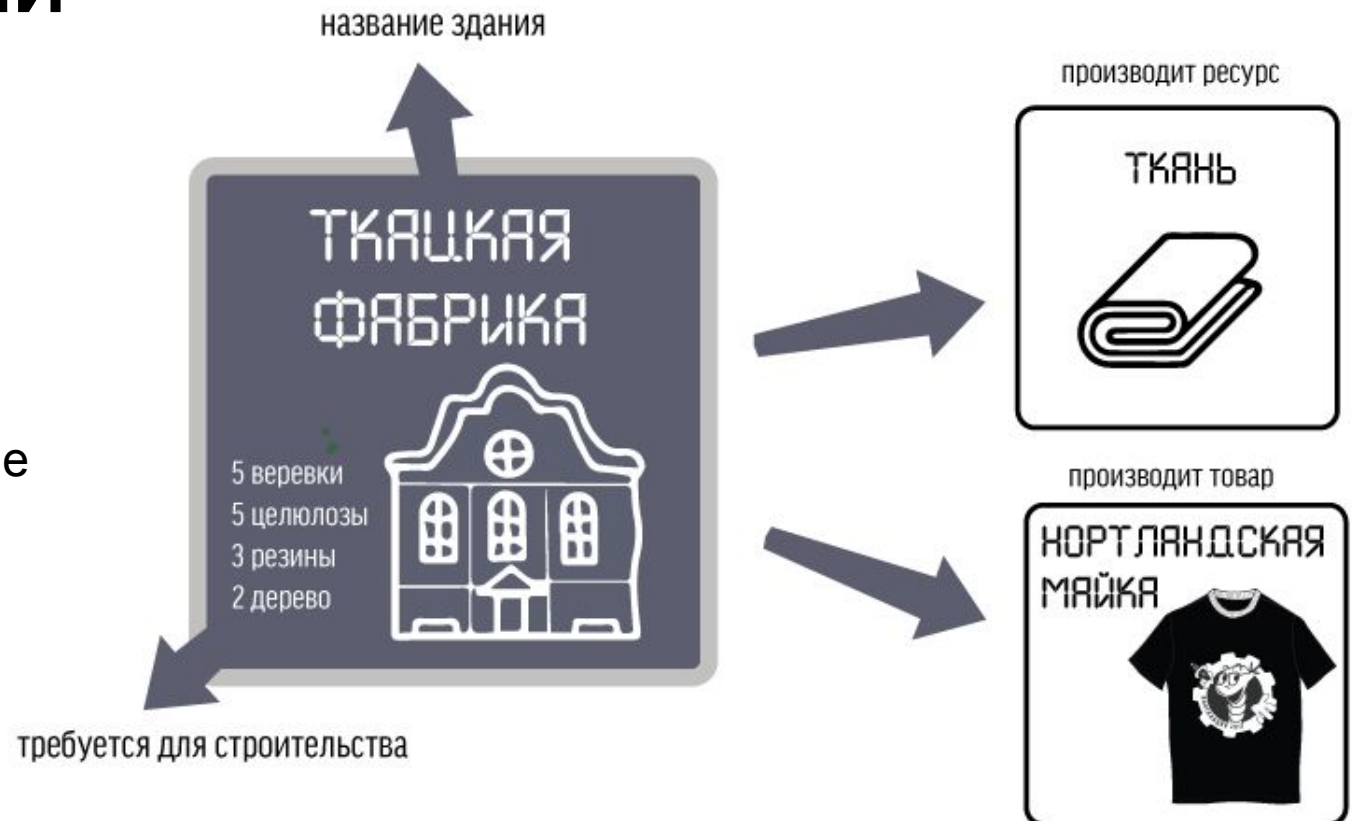 название здания
ТКАЦКАЯ
ФАБРИКА
5 веревки
5 целюлозы
3 резины
2 дерево
требуется для строительства
производит ресурс
ТКАНЬ
производит товар
НОРТЛАНДСКАЯ
МАЙКА
е